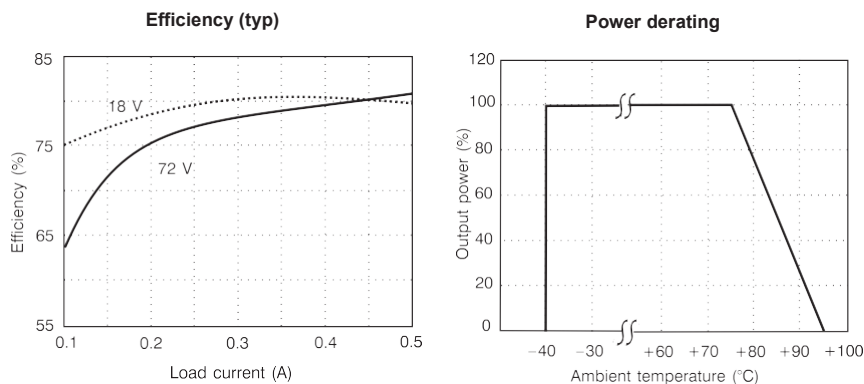 Efficiency (typ)
85
75
65
55
Efficiency (%)
18 V
72 V
0.1 0.2 0.3 0.4 0.5
Load current (A)
Power derating
120
100
80
60
40
20
0
Output power (%)
−40 −30 +60 +70 +80 +90 +100
Ambient temperature (°C)